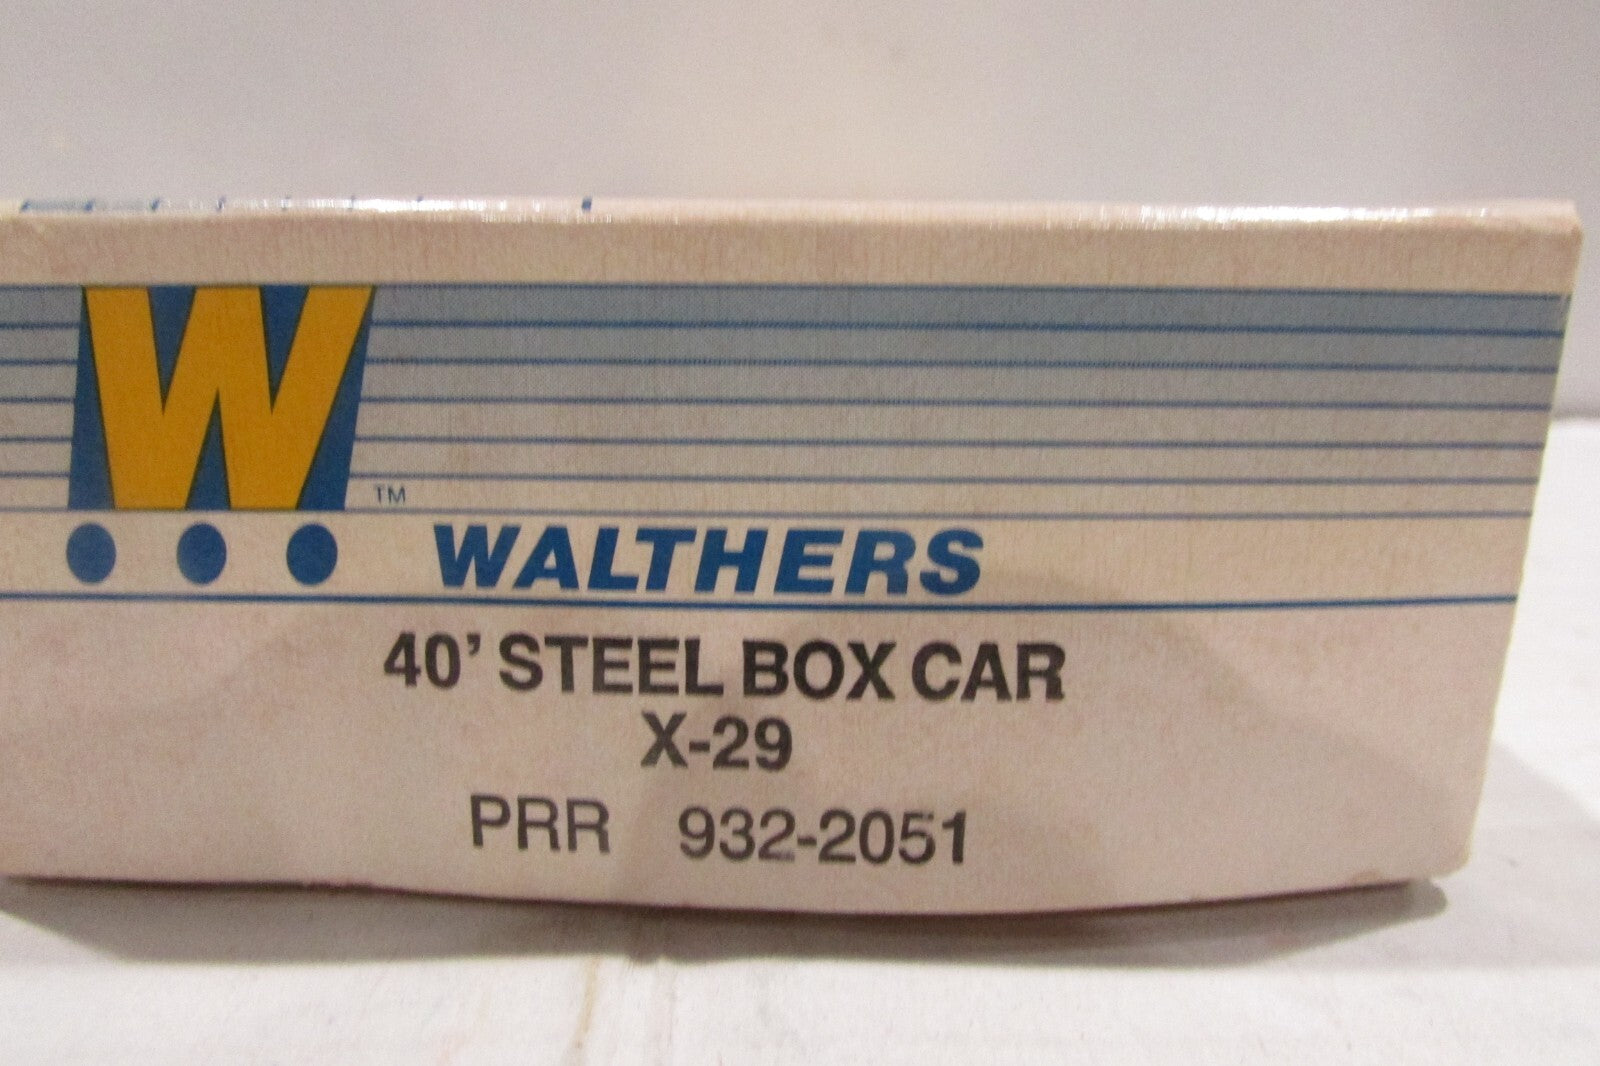 W
TM
WALTHERS
40' STEEL BOX CAR
X-29
PRR 932-2051